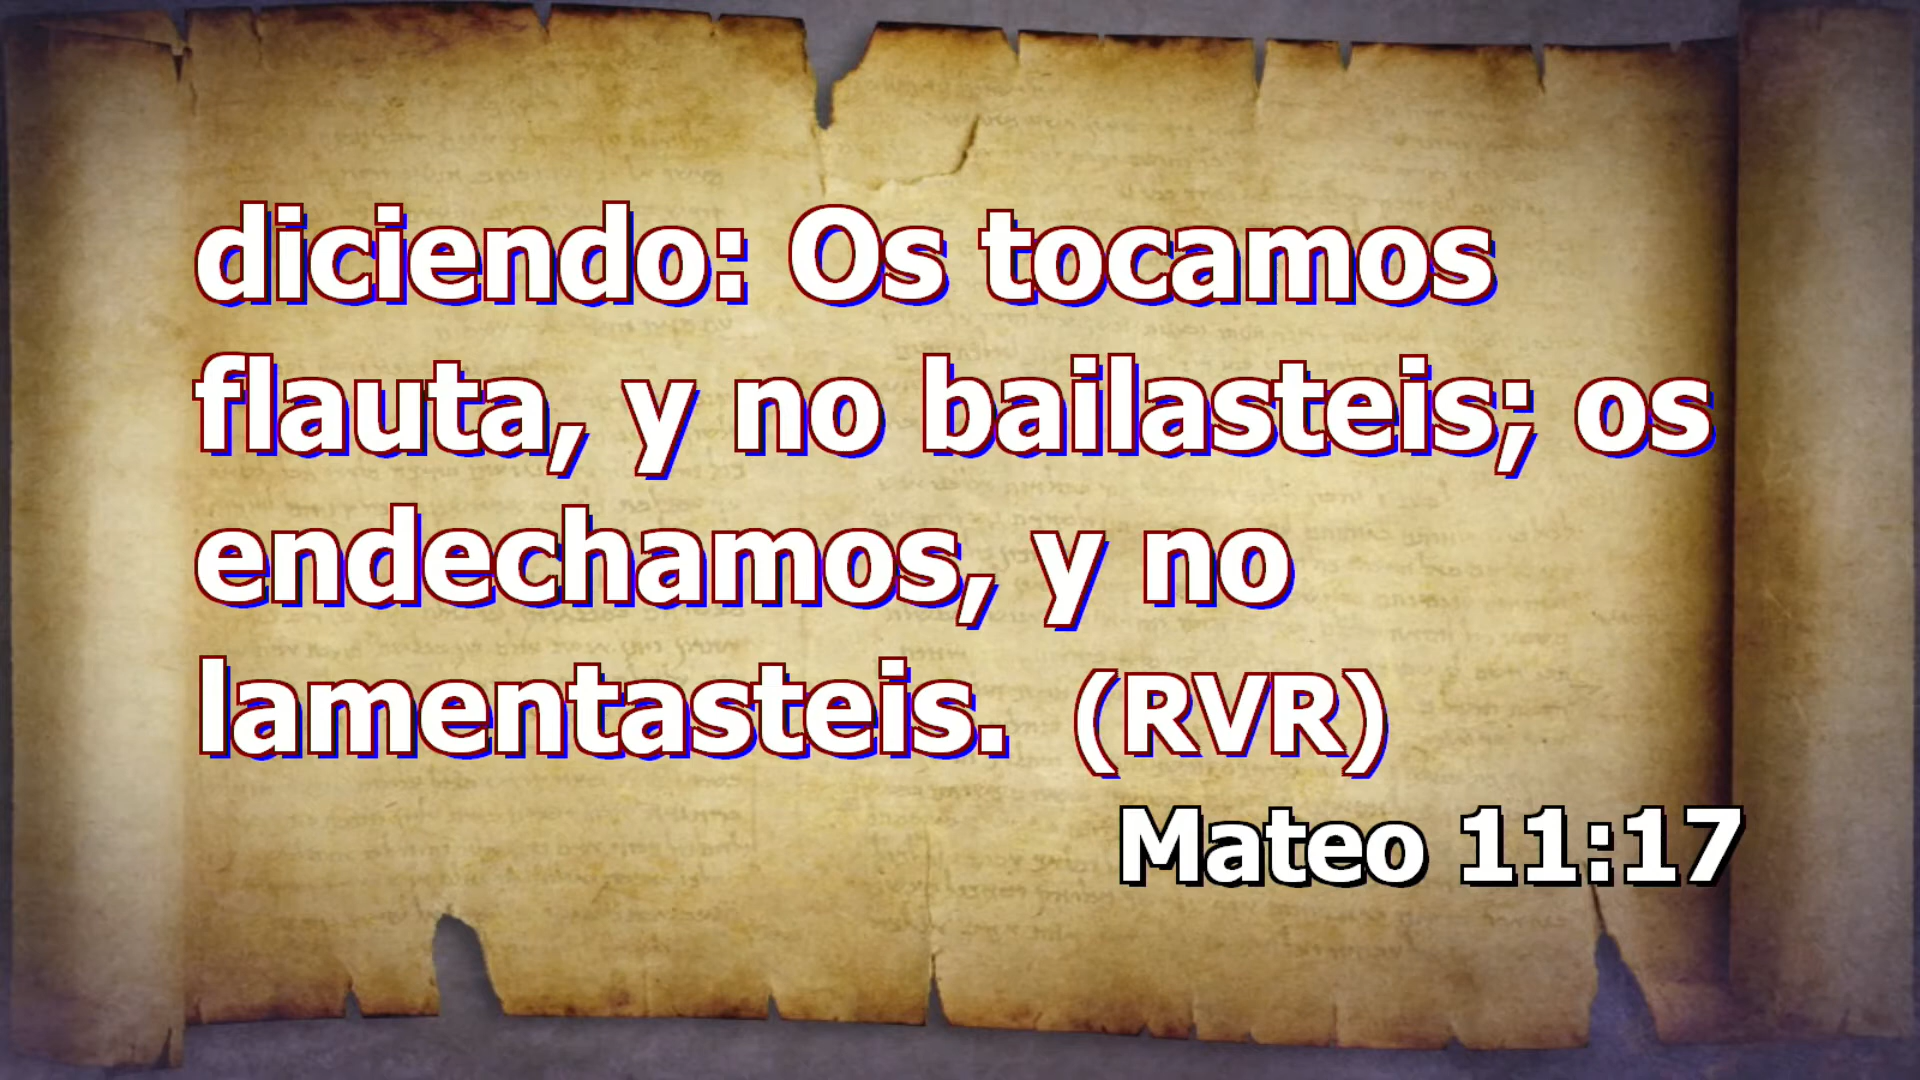 diciendo: Os tocamos
flauta, y no bailasteis; os
endechamos, y no
lamentasteis. (RVR)
Mateo 11:17